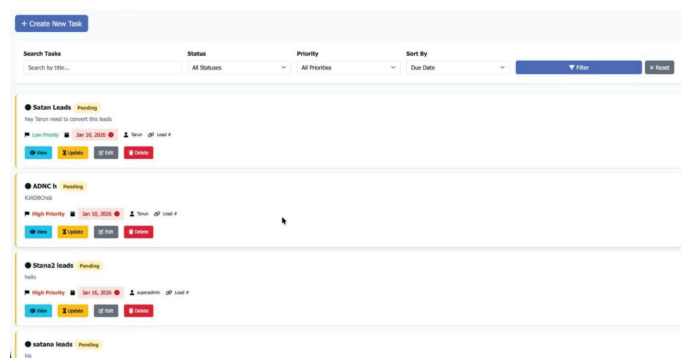 + Create New Task
Search Tasks Status Priority Sort By
Search by title... All Statuses All Priorities Due Date Filter × Reset
Satan Leads Pending
hey Tarun need to convert this leads
Low Priority Jan 10, 2026 Tarun Lead #
View Update Edit Delete
ADNC h Pending
High Priority Jan 10, 2026 Tarun Lead #
View Update Edit Delete
Stana2 leads Pending
hello
High Priority Jan 16, 2026 superadmin Lead #
View Update Edit Delete
satana leads Pending
his